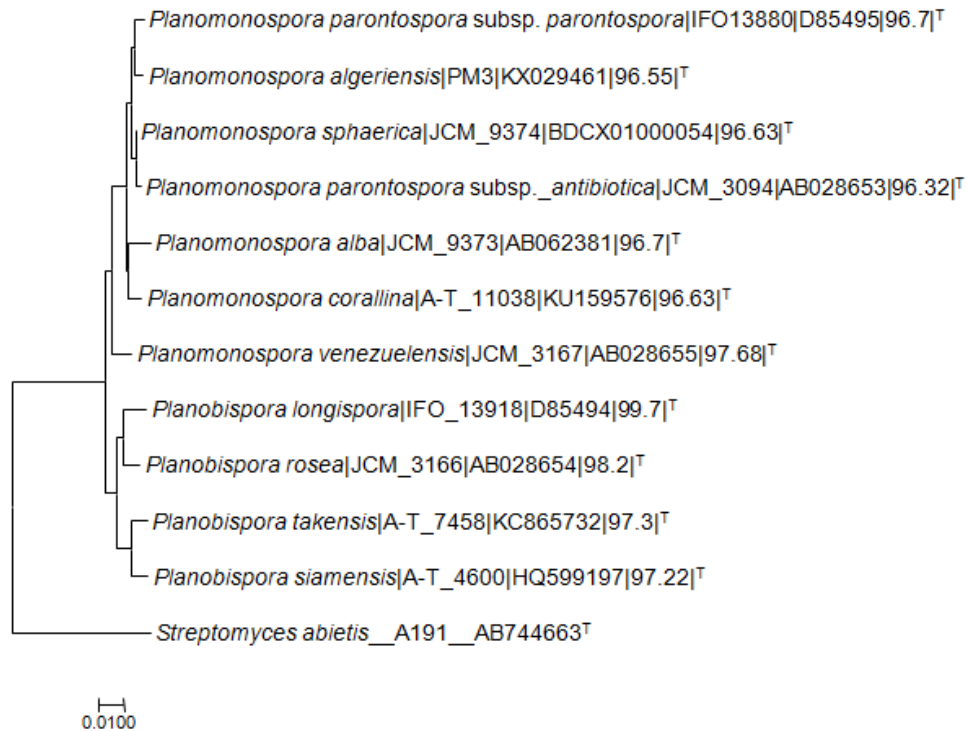 Planomonospora parontospora subsp. parontospora|IFO13880|D85495|96.7|T
Planomonospora algeriensis|PM3|KX029461|96.55|T
Planomonospora sphaerica|JCM_9374|BDCX01000054|96.63|T
Planomonospora parontospora subsp._antibiotica|JCM_3094|AB028653|96.32|T
Planomonospora alba|JCM_9373|AB062381|96.7|T
Planomonospora corallina|A-T_11038|KU159576|96.63|T
Planomonospora venezuelensis|JCM_3167|AB028655|97.68|T
Planobispora longispora|IFO_13918|D85494|99.7|T
Planobispora rosea|JCM_3166|AB028654|98.2|T
Planobispora takensis|A-T_7458|KC865732|97.3|T
Planobispora siamensis|A-T_4600|HQ599197|97.22|T
Streptomyces abietis__A191__AB744663T
0.0100